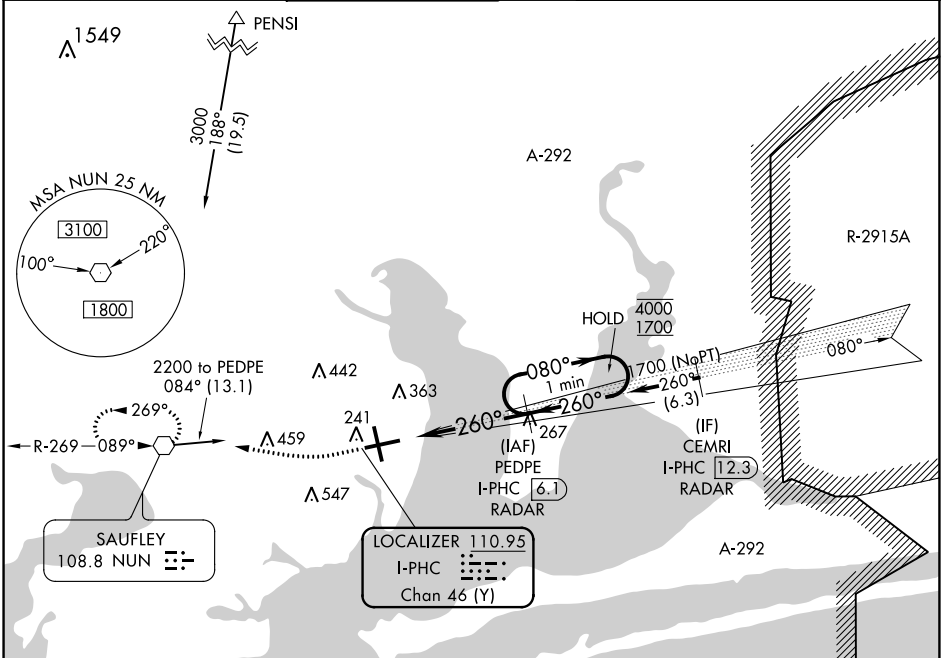 1549
PENSI
3000
188°
(19.5)
MSA NUN 25 NM
3100
220°
100°
1800
A-292
R-2915A
HOLD
4000
1700
080°
1 min
260°
1700 (NoPT)
260°
(6.3)
080°
260°
2200 to PEDPE
084° (13.1)
442
363
241
459
547
267
269°
R-269
089°
(IAF)
PEDPE
I-PHC 6.1
RADAR
(IF)
CEMRI
I-PHC 12.3
RADAR
SAUFLEY
108.8 NUN
LOCALIZER 110.95
I-PHC
Chan 46 (Y)
A-292